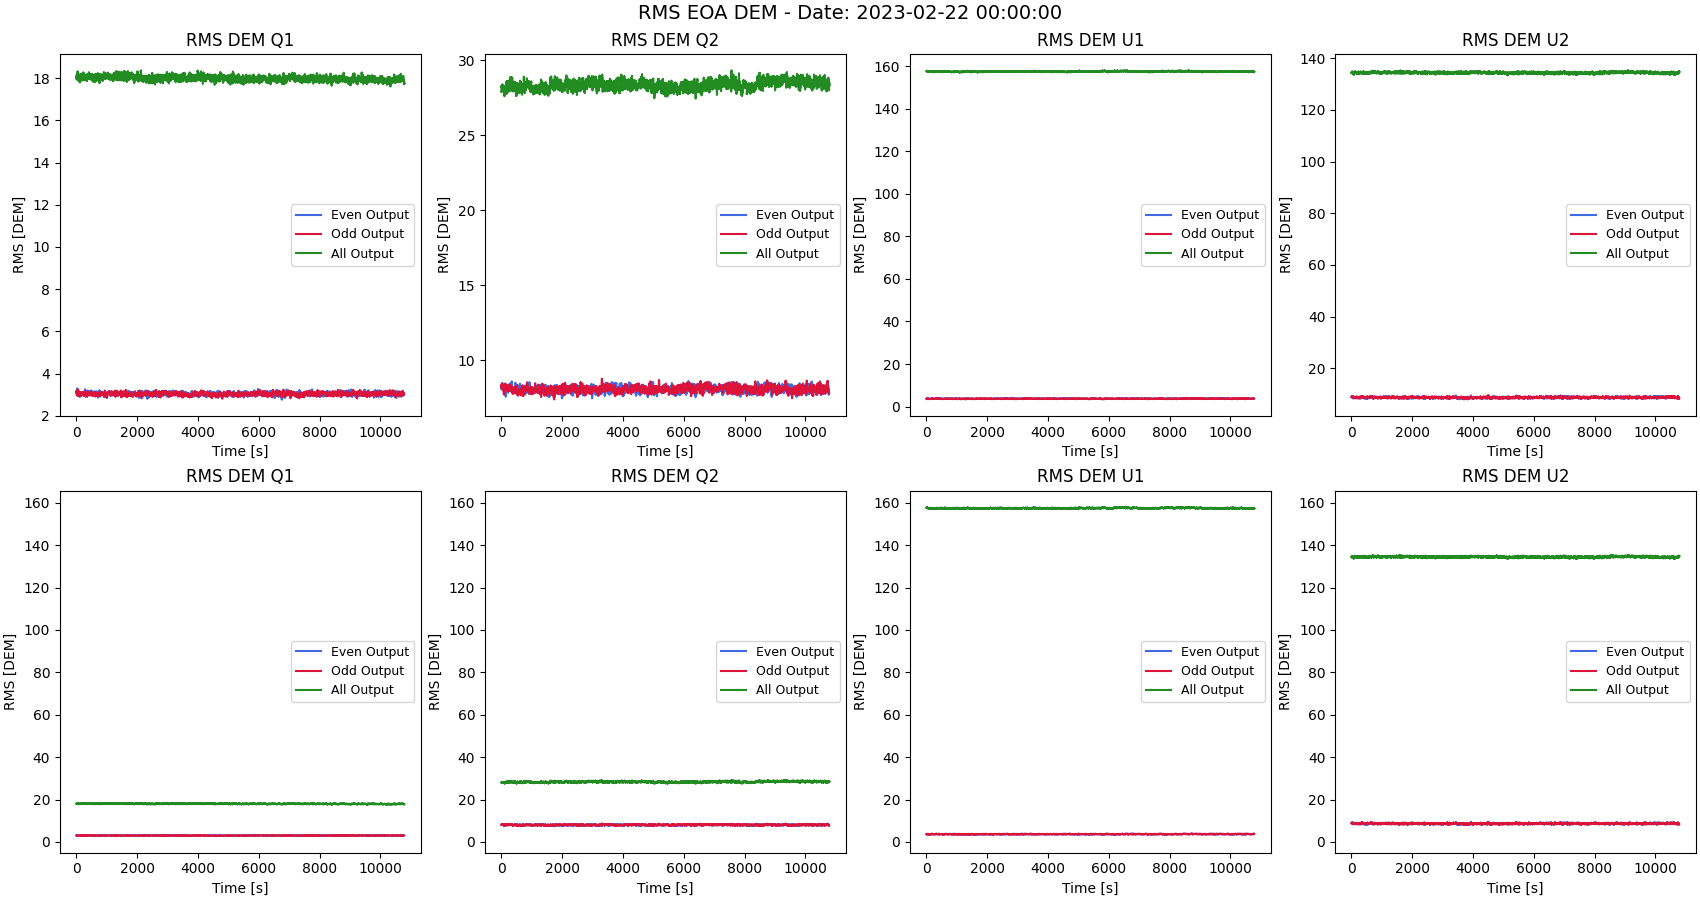 RMS EOA DEM - Date: 2023-02-22 00:00:00
RMS DEM Q1
RMS [DEM]
18
16
14
12
10
8
6
4
2
Even Output
Odd Output
All Output
0 2000 4000 6000 8000 10000
Time [s]
RMS DEM Q2
RMS [DEM]
30
25
20
15
10
Even Output
Odd Output
All Output
0 2000 4000 6000 8000 10000
Time [s]
RMS DEM U1
RMS [DEM]
160
140
120
100
80
60
40
20
0
Even Output
Odd Output
All Output
0 2000 4000 6000 8000 10000
Time [s]
RMS DEM U2
RMS [DEM]
140
120
100
80
60
40
20
Even Output
Odd Output
All Output
0 2000 4000 6000 8000 10000
Time [s]
RMS DEM Q1
RMS [DEM]
160
140
120
100
80
60
40
20
0
Even Output
Odd Output
All Output
0 2000 4000 6000 8000 10000
Time [s]
RMS DEM Q2
RMS [DEM]
160
140
120
100
80
60
40
20
0
Even Output
Odd Output
All Output
0 2000 4000 6000 8000 10000
Time [s]
RMS DEM U1
RMS [DEM]
160
140
120
100
80
60
40
20
0
Even Output
Odd Output
All Output
0 2000 4000 6000 8000 10000
Time [s]
RMS DEM U2
RMS [DEM]
160
140
120
100
80
60
40
20
0
Even Output
Odd Output
All Output
0 2000 4000 6000 8000 10000
Time [s]